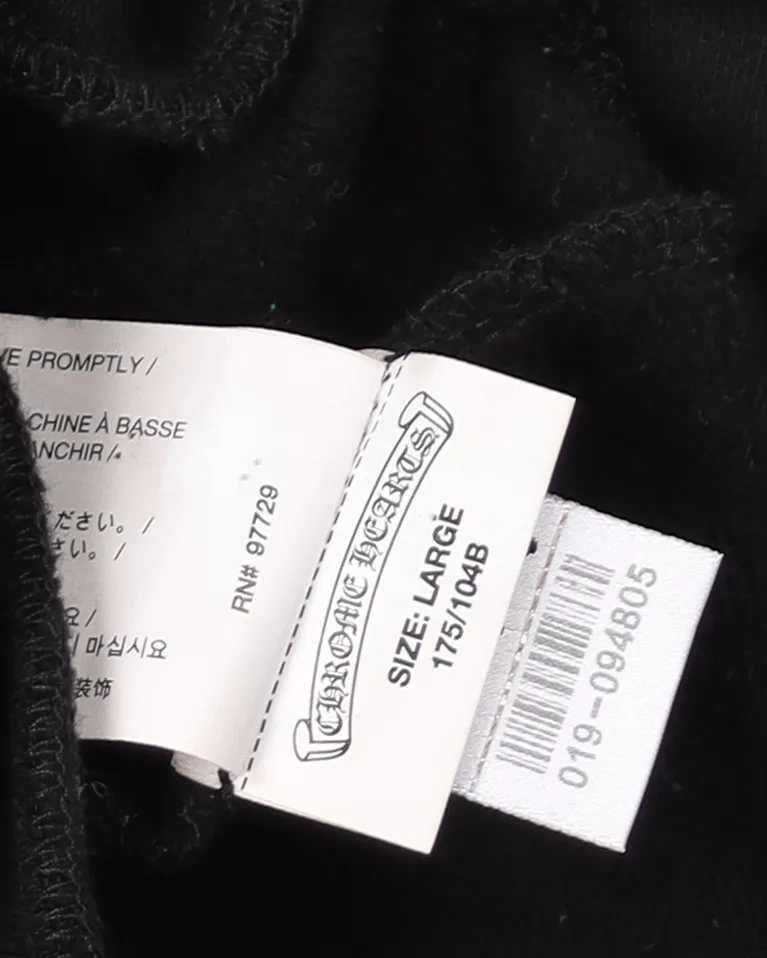 VE PROMPTLY /
CHINE À BASSE
ANCHIR /
ださい。 /
さい。 /
요 /
마십시요
装饰
RN# 97729
CHROME HEARTS
SIZE: LARGE
175/104B
019-094805